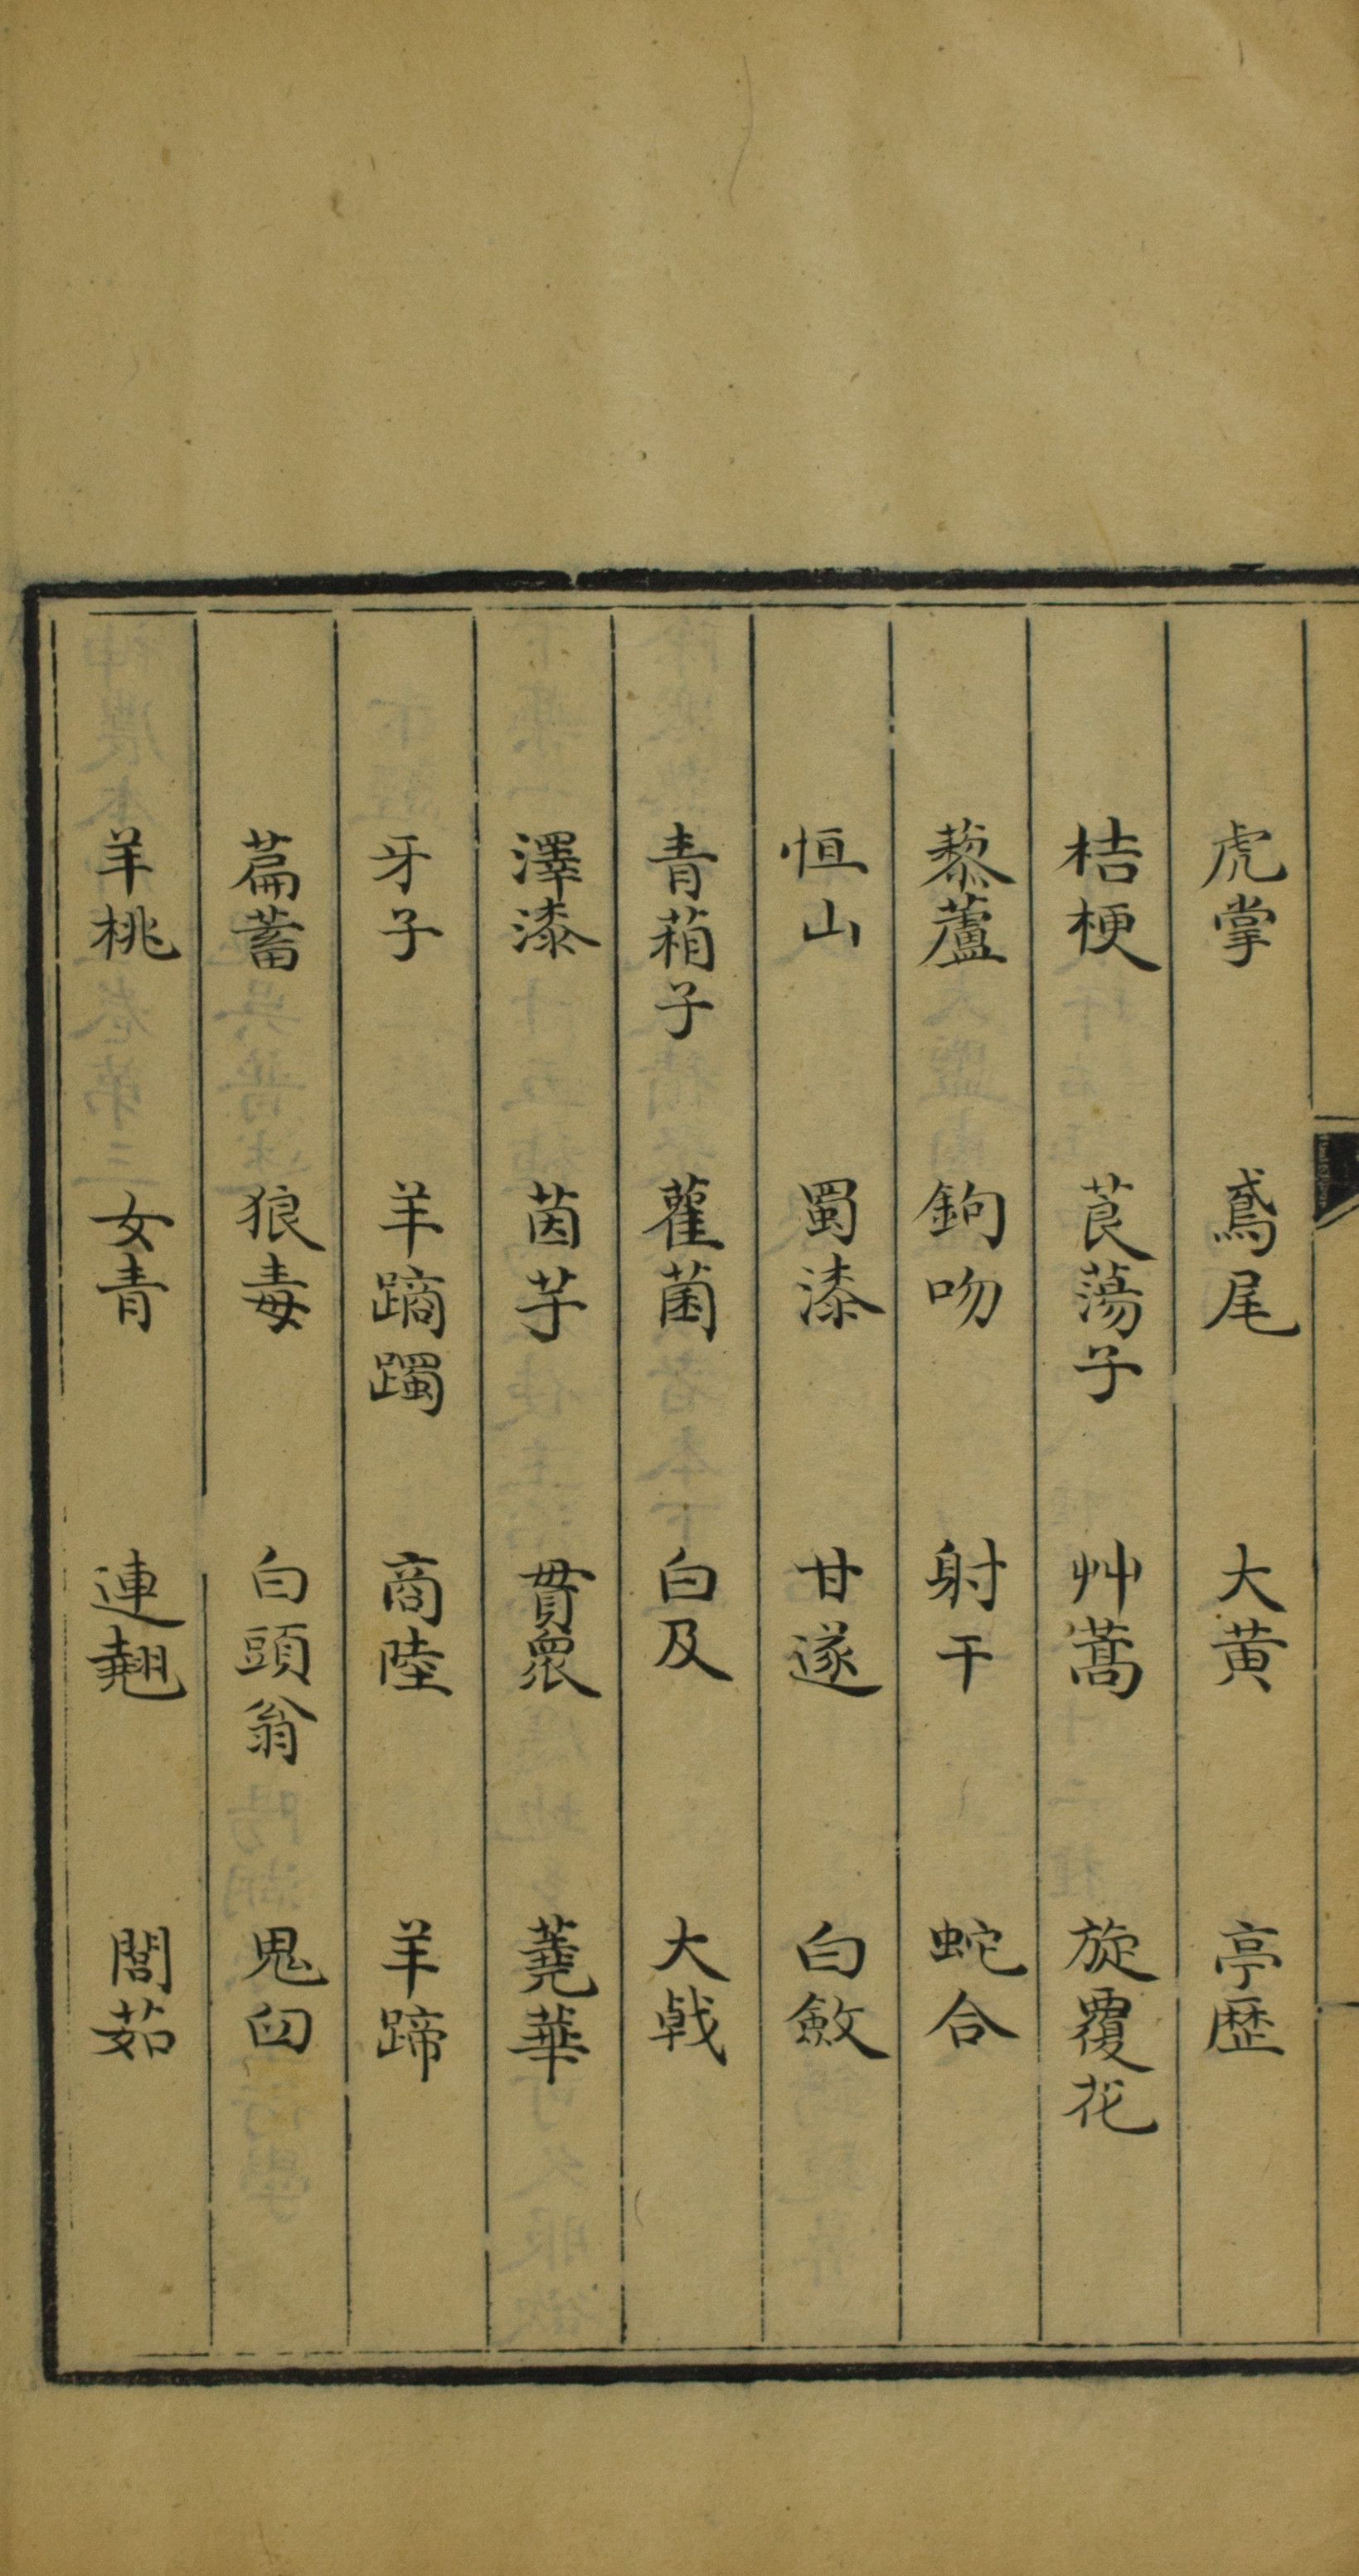 虎掌　鳶尾　大黄　亭歴
桔梗　莨蕩子　艸蒿　旋覆花
藜蘆　鉤吻　射干　蛇合
恒山　蜀漆　甘遂　白斂
青葙子　雚菌　白及　大戟
澤漆　茵芋　貫眾　蕘華
牙子　羊蹢躅　商陸　羊蹄
萹蓄　狼毒　白頭翁　鬼臼
羊桃　女青　連翹　閭茹